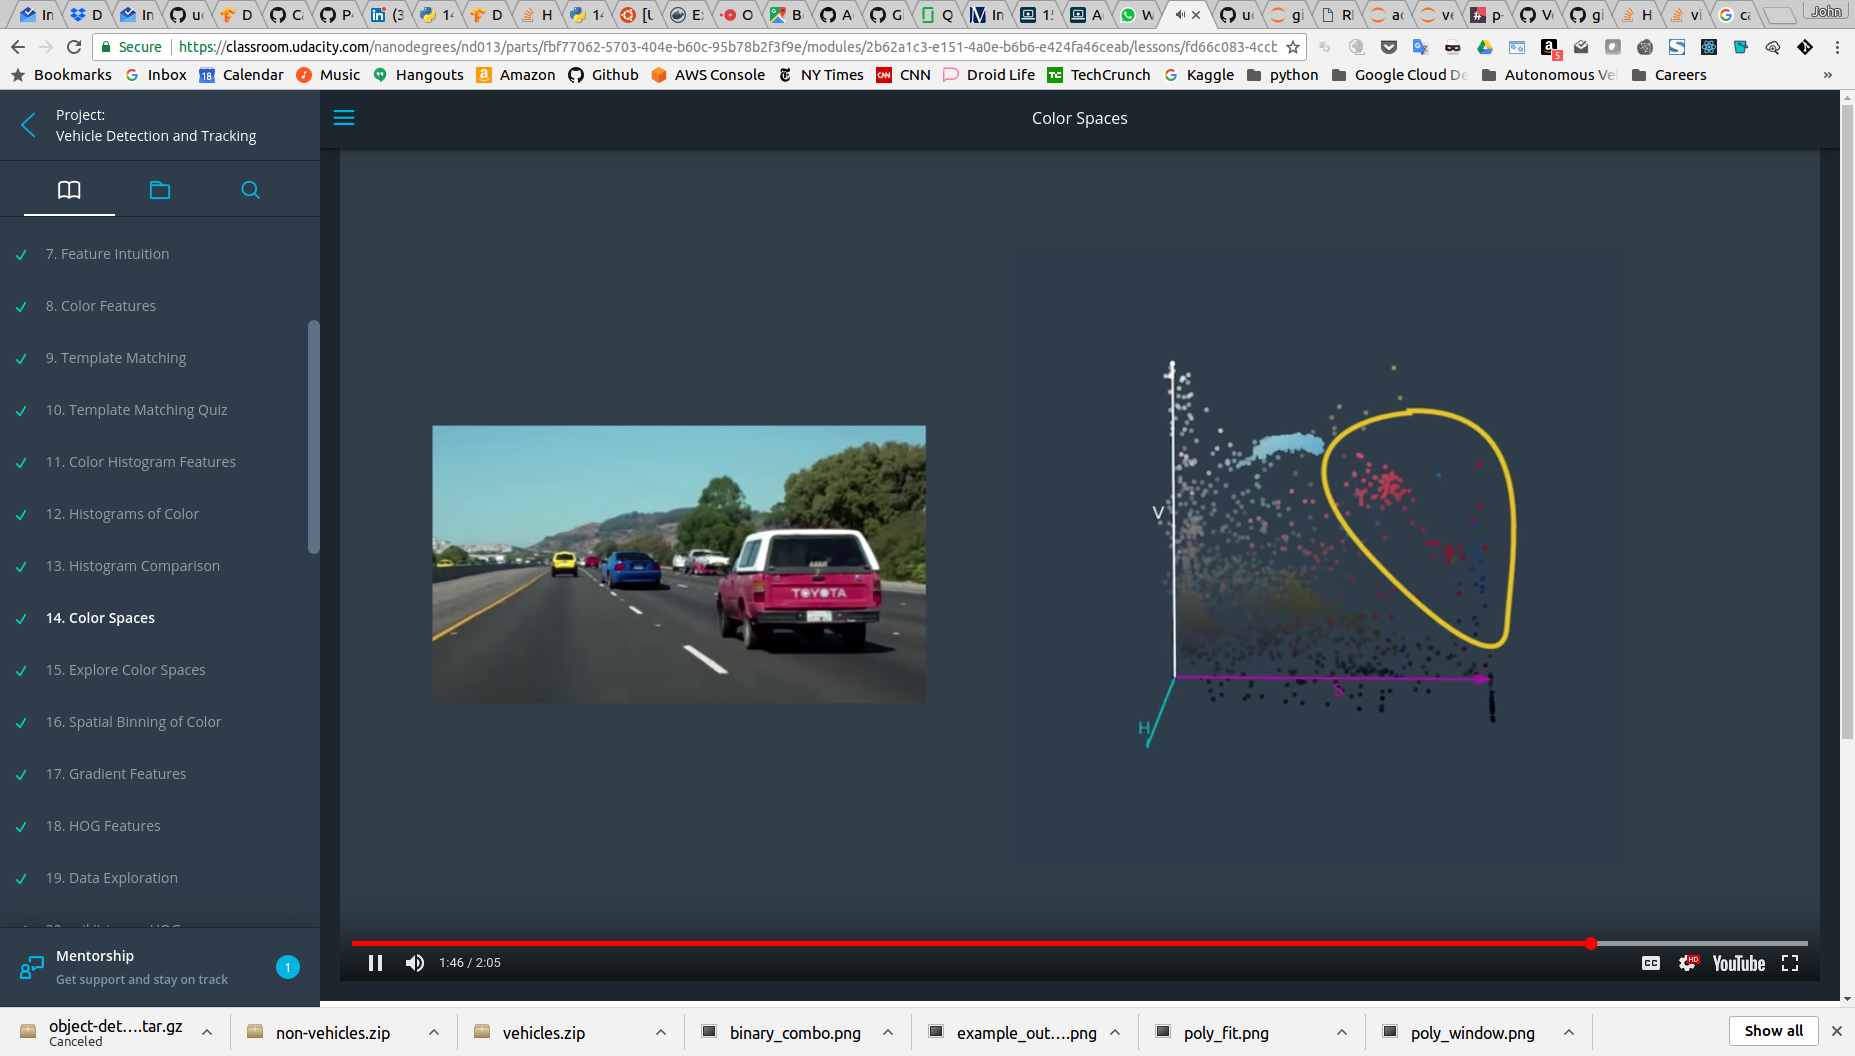 John
Secure
https://classroom.udacity.com/nanodegrees/nd013/parts/fbf77062-5703-404e-b60c-95b78b2f3f9e/modules/2b62a1c3-e151-4a0e-b6b6-e424fa46ceab/lessons/fd66c083-4ccb
Bookmarks Inbox Calendar Music Hangouts Amazon Github AWS Console NY Times CNN Droid Life TechCrunch Kaggle python Google Cloud De Autonomous Vel Careers »
Project:
Vehicle Detection and Tracking
Color Spaces
7. Feature Intuition
8. Color Features
9. Template Matching
10. Template Matching Quiz
11. Color Histogram Features
12. Histograms of Color
13. Histogram Comparison
14. Color Spaces
15. Explore Color Spaces
16. Spatial Binning of Color
17. Gradient Features
18. HOG Features
19. Data Exploration
TOYOTA
V
S
H
Mentorship
Get support and stay on track
1
1:46 / 2:05
CC
HD
YouTube
object-det....tar.gz
Canceled
non-vehicles.zip
vehicles.zip
binary_combo.png
example_out....png
poly_fit.png
poly_window.png
Show all